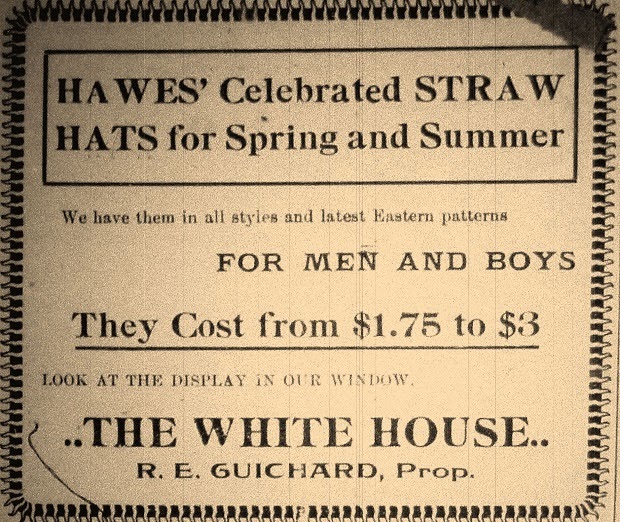 HAWES' Celebrated STRAW
HATS for Spring and Summer
We have them in all styles and latest Eastern patterns
FOR MEN AND BOYS
They Cost from $1.75 to $3
LOOK AT THE DISPLAY IN OUR WINDOW.
..THE WHITE HOUSE..
R. E. GUICHARD, Prop.